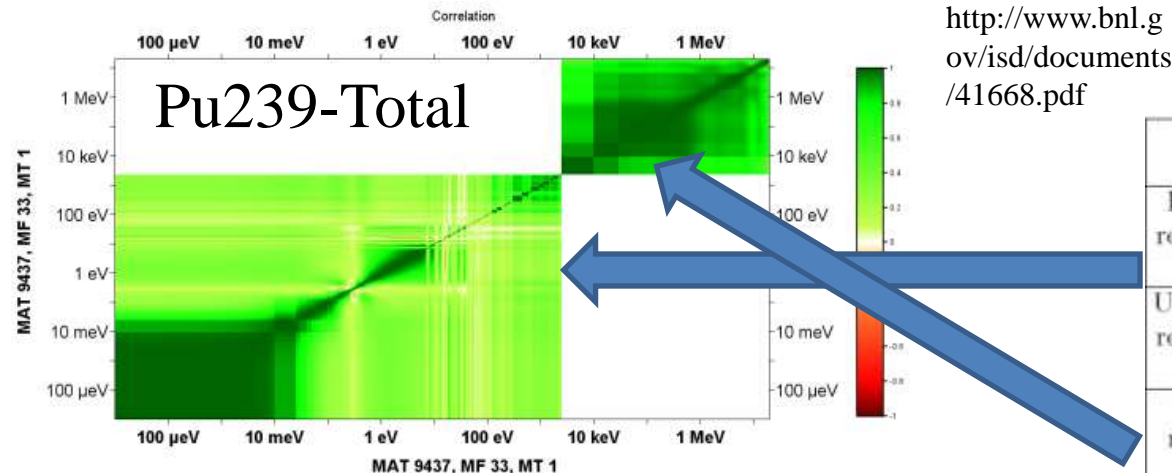 Correlation
100 µeV 10 meV 1 eV 100 eV 10 keV 1 MeV
http://www.bnl.g
ov/isd/documents
/41668.pdf
Pu239-Total
MAT 9437, MF 33, MT 1
1 MeV
10 keV
100 eV
1 eV
10 meV
100 µeV
1 MeV
10 keV
100 eV
10 meV
100 µeV
100 µeV 10 meV 1 eV 100 eV 10 keV 1 MeV
MAT 9437, MF 33, MT 1